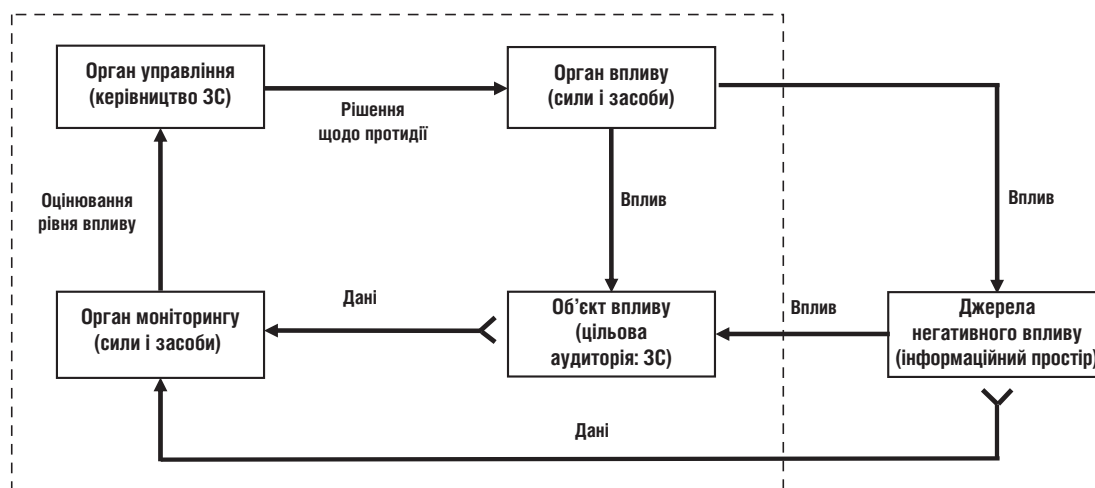 Орган управління
(керівництво ЗС)
Орган впливу
(сили і засоби)
Рішення
щодо протидії
Оцінювання
рівня впливу
Вплив
Вплив
Орган моніторингу
(сили і засоби)
Дані
Об’єкт впливу
(цільова
аудиторія: ЗС)
Вплив
Джерела
негативного впливу
(інформаційний простір)
Дані